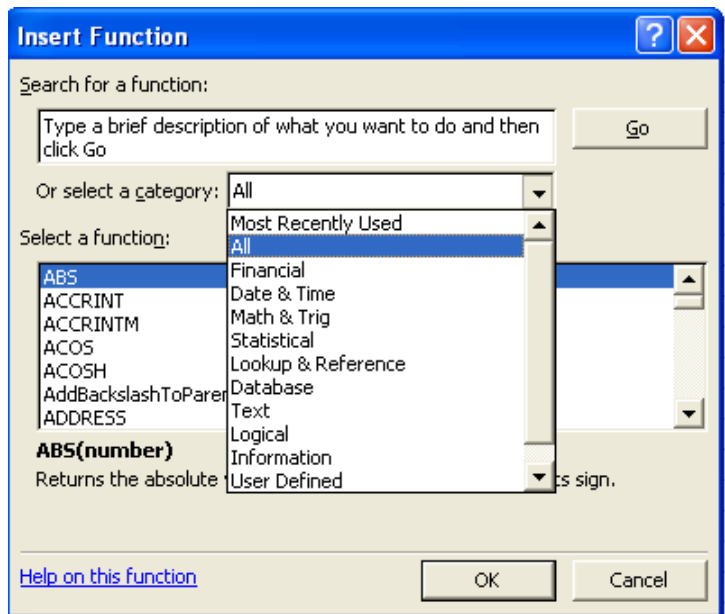 Insert Function
Search for a function:
Type a brief description of what you want to do and then
click Go
Go
Or select a category:
All
Most Recently Used
All
Financial
Date & Time
Math & Trig
Statistical
Lookup & Reference
Database
Text
Logical
Information
User Defined
Select a function:
ABS
ACCRINT
ACCRINTM
ACOS
ACOSH
AddBackslashToParen
ADDRESS
ABS(number)
Returns the absolute
sign.
Help on this function
OK
Cancel